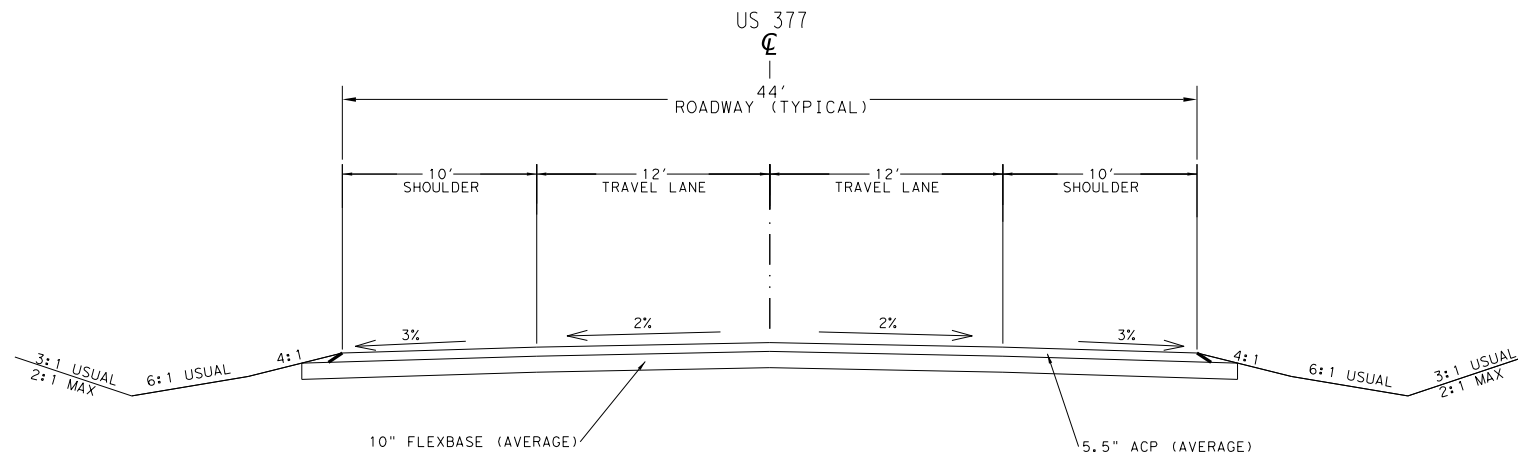 US 377
℄
44'
ROADWAY (TYPICAL)
10'
SHOULDER
12'
TRAVEL LANE
12'
TRAVEL LANE
10'
SHOULDER
3%
2%
2%
3%
3:1 USUAL
2:1 MAX
6:1 USUAL
4:1
4:1
6:1 USUAL
3:1 USUAL
2:1 MAX
10" FLEXBASE (AVERAGE)
5.5" ACP (AVERAGE)